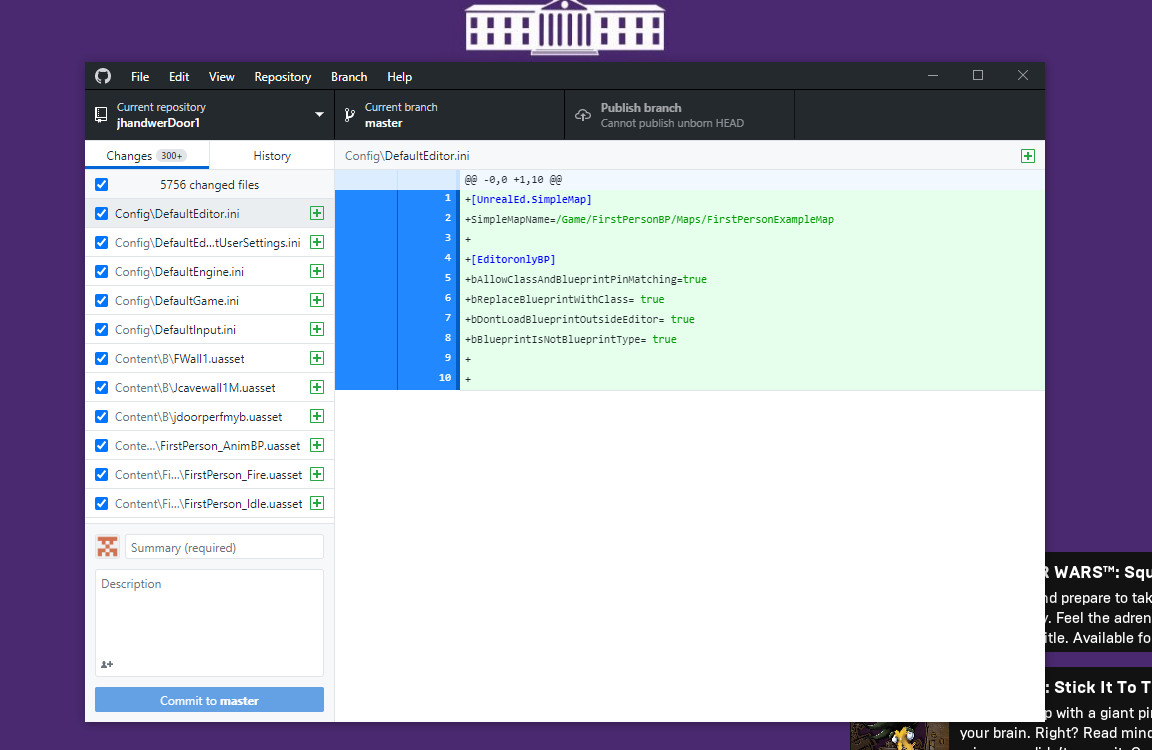 File Edit View Repository Branch Help
Current repository
jhandwerDoor1
Current branch
master
Publish branch
Cannot publish unborn HEAD
Changes 300+
History
Config\DefaultEditor.ini
5756 changed files
Config\DefaultEditor.ini
Config\DefaultEd...tUserSettings.ini
Config\DefaultEngine.ini
Config\DefaultGame.ini
Config\DefaultInput.ini
Content\B\FWall1.uasset
Content\B\Jcavewall1M.uasset
Content\B\jdoorperfmyb.uasset
Conte...\FirstPerson_AnimBP.uasset
Content\Fi...\FirstPerson_Fire.uasset
Content\Fi...\FirstPerson_Idle.uasset
Summary (required)
Description
Commit to master
@@ -0,0 +1,10 @@
1 +[UnrealEd.SimpleMap]
2 +SimpleMapName=/Game/FirstPersonBP/Maps/FirstPersonExampleMap
3 +
4 +[EditoronlyBP]
5 +bAllowClassAndBlueprintPinMatching=true
6 +bReplaceBlueprintWithClass= true
7 +bDontLoadBlueprintOutsideEditor= true
8 +bBlueprintIsNotBlueprintType= true
9 +
10 +
R WARS™: Squ
nd prepare to tak
y. Feel the adren
itle. Available fo
: Stick It To T
p with a giant pi
your brain. Right? Read mind